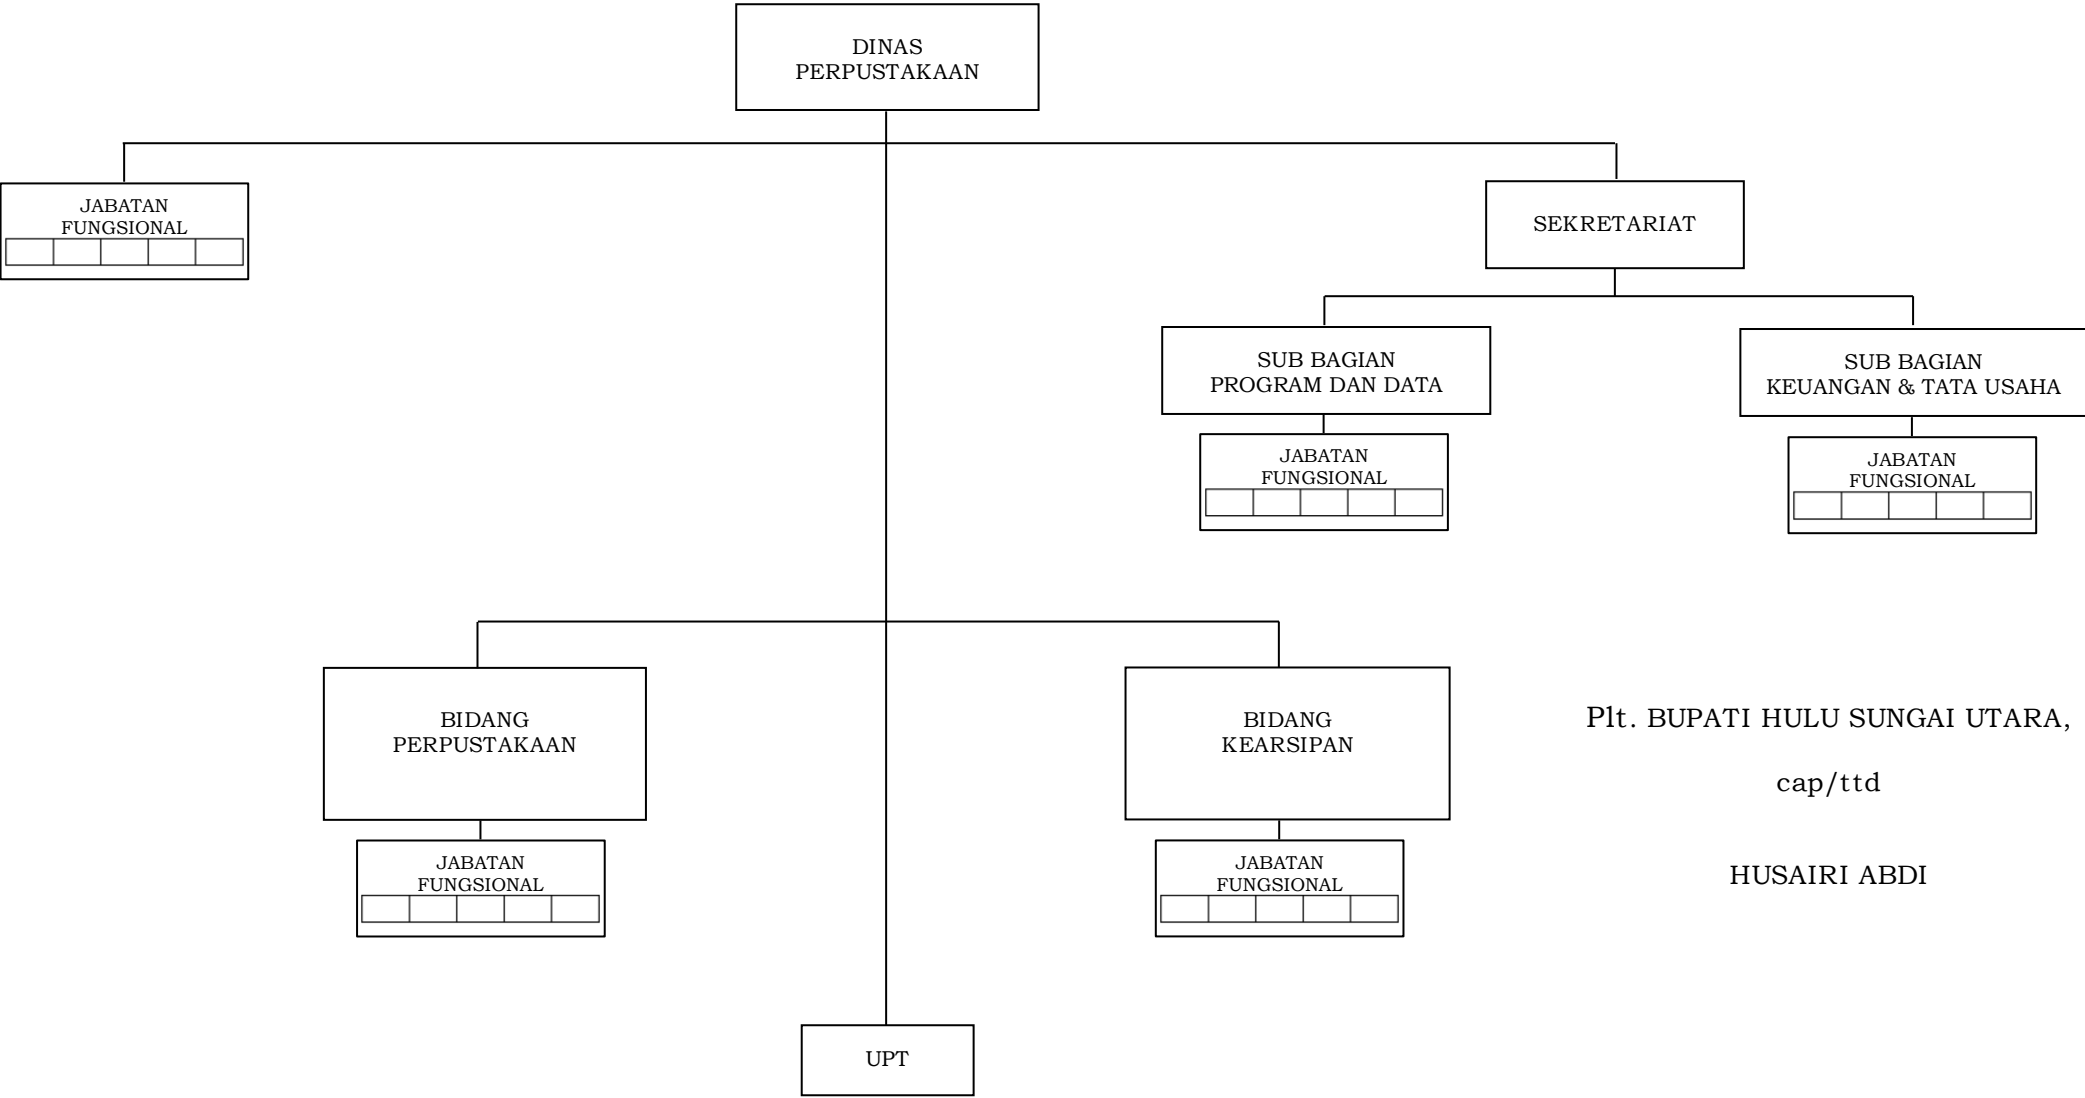 DINAS
PERPUSTAKAAN
JABATAN
FUNGSIONAL
SEKRETARIAT
SUB BAGIAN
PROGRAM DAN DATA
SUB BAGIAN
KEUANGAN & TATA USAHA
JABATAN
FUNGSIONAL
JABATAN
FUNGSIONAL
BIDANG
PERPUSTAKAAN
BIDANG
KEARSIPAN
Plt. BUPATI HULU SUNGAI UTARA,
cap/ttd
HUSAIRI ABDI
JABATAN
FUNGSIONAL
JABATAN
FUNGSIONAL
UPT